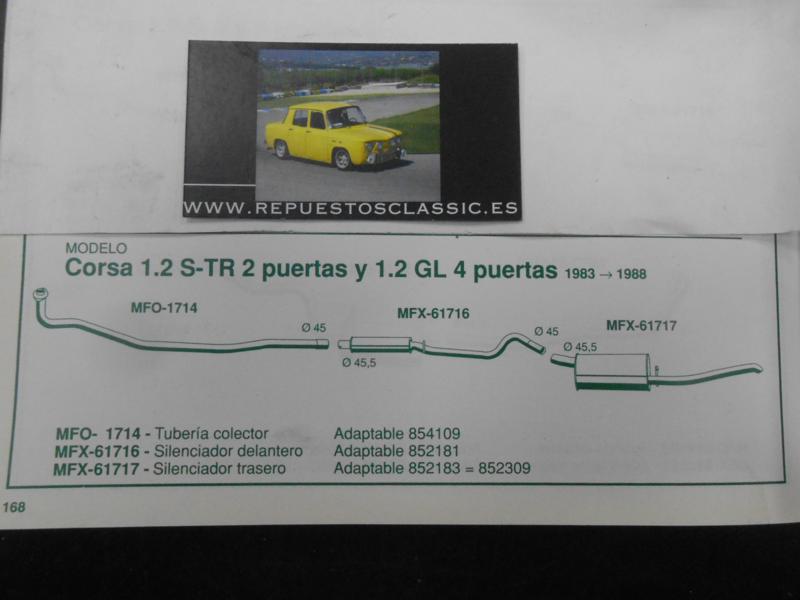 WWW.REPUESTOSCLASSIC.ES
MODELO
Corsa 1.2 S-TR 2 puertas y 1.2 GL 4 puertas 1983 → 1988
MFO-1714
Ø 45
MFX-61716
Ø 45,5
Ø 45
MFX-61717
Ø 45,5
MFO- 1714 - Tubería colector Adaptable 854109
MFX-61716 - Silenciador delantero Adaptable 852181
MFX-61717 - Silenciador trasero Adaptable 852183 = 852309
168